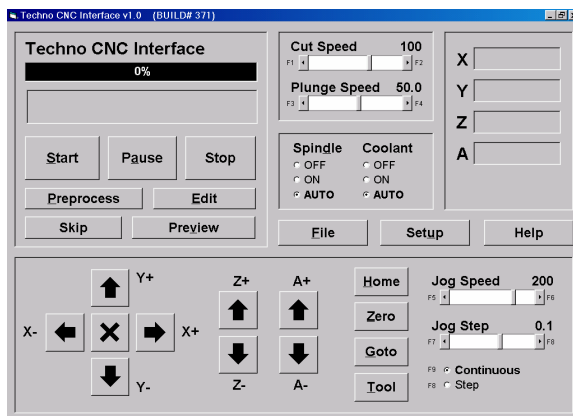 Techno CNC Interface v1.0 (BUILD# 371)
Techno CNC Interface
0%
Start Pause Stop
Preprocess Edit
Skip Preview
Cut Speed 100
F1 F2
Plunge Speed 50.0
F3 F4
Spindle Coolant
OFF OFF
ON ON
AUTO AUTO
X
Y
Z
A
File Setup Help
Y+
X- X+
Y-
Z+ A+
Z- A-
Home
Zero
Goto
Tool
Jog Speed 200
F5 F6
Jog Step 0.1
F7 F8
F9 Continuous
F8 Step